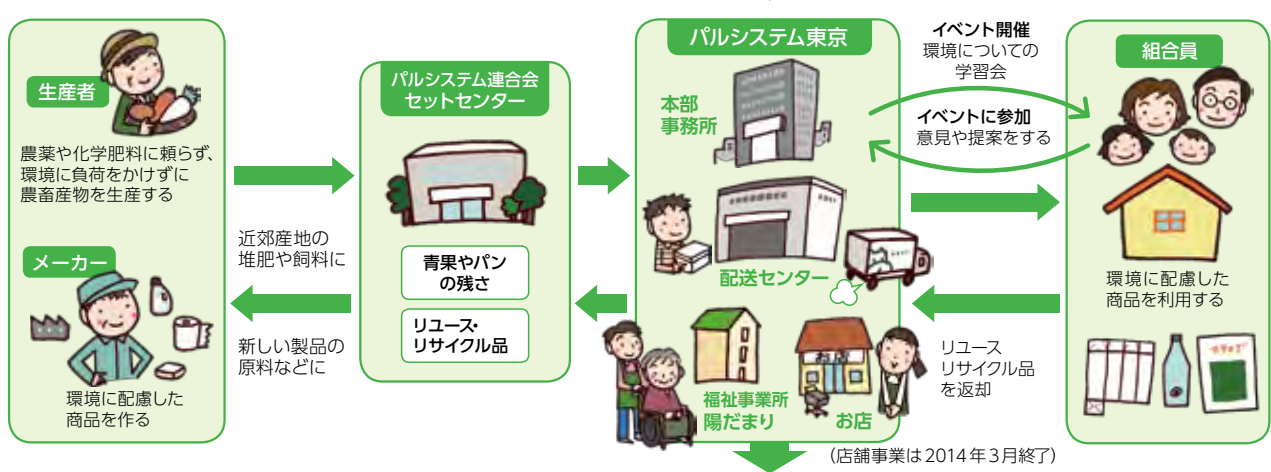 生産者
農薬や化学肥料に頼らず、
環境に負荷をかけずに
農畜産物を生産する
メーカー
環境に配慮した
商品を作る
近郊産地の
堆肥や飼料に
新しい製品の
原料などに
パルシステム連合会
セットセンター
青果やパン
の残さ
リユース・
リサイクル品
パルシステム東京
本部
事務所
配送センター
福祉事業所
陽だまり
お店
お店
イベント開催
環境についての
学習会
イベントに参加
意見や提案をする
リユース
リサイクル品
を返却
組合員
環境に配慮した
商品を利用する
(店舗事業は2014年3月終了)